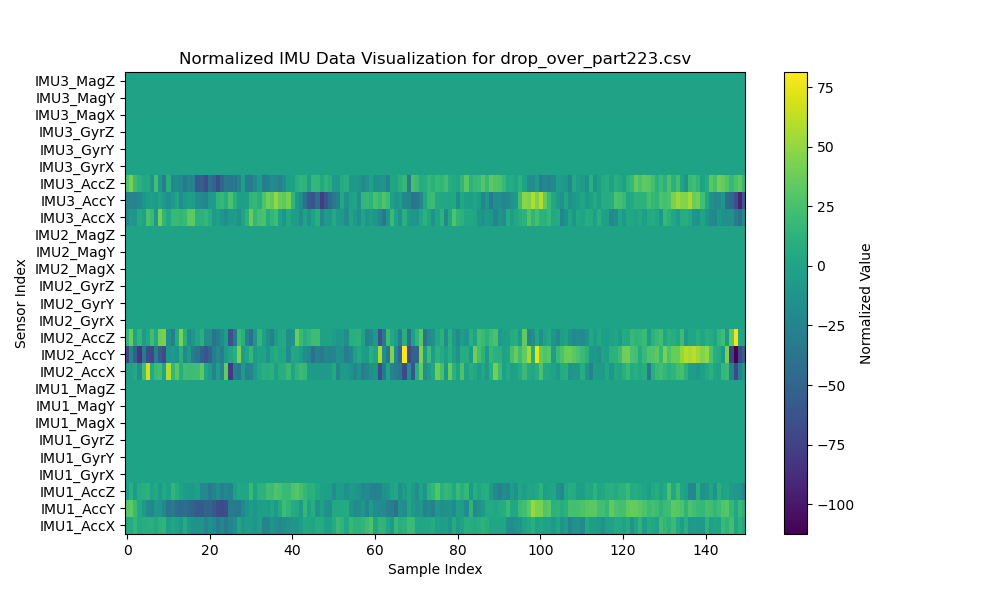 Normalized IMU Data Visualization for drop_over_part223.csv
IMU3_MagZ
IMU3_MagY
IMU3_MagX
IMU3_GyrZ
IMU3_GyrY
IMU3_GyrX
IMU3_AccZ
IMU3_AccY
IMU3_AccX
IMU2_MagZ
IMU2_MagY
IMU2_MagX
IMU2_GyrZ
IMU2_GyrY
IMU2_GyrX
IMU2_AccZ
IMU2_AccY
IMU2_AccX
IMU1_MagZ
IMU1_MagY
IMU1_MagX
IMU1_GyrZ
IMU1_GyrY
IMU1_GyrX
IMU1_AccZ
IMU1_AccY
IMU1_AccX
Sensor Index
0 20 40 60 80 100 120 140
Sample Index
75
50
25
0
−25
−50
−75
−100
Normalized Value